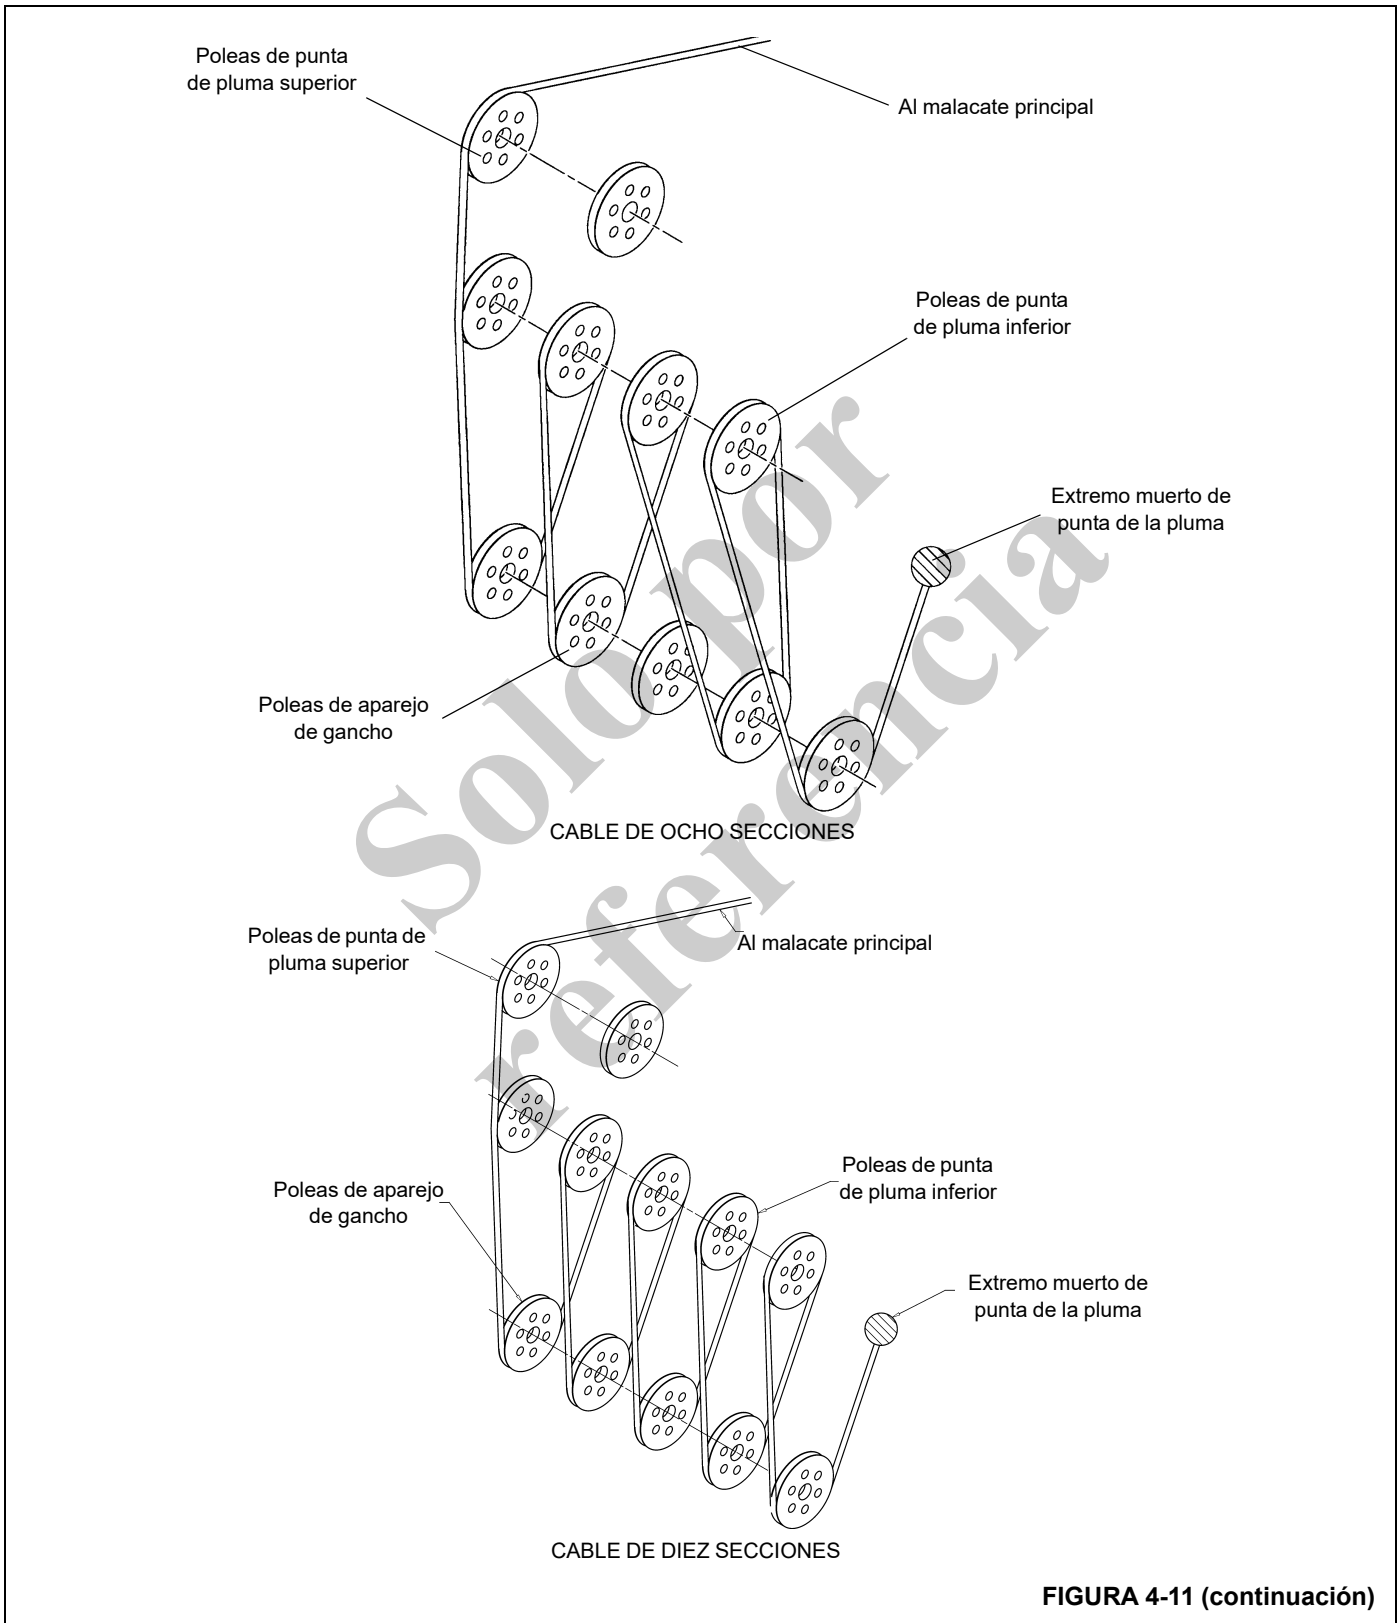 Poleas de punta
de pluma superior
Al malacate principal
Poleas de punta
de pluma inferior
Extremo muerto de
punta de la pluma
Poleas de aparejo
de gancho
CABLE DE OCHO SECCIONES
Solo por
referencia
Poleas de punta de
pluma superior
Al malacate principal
Poleas de aparejo
de gancho
Poleas de punta
de pluma inferior
Extremo muerto de
punta de la pluma
CABLE DE DIEZ SECCIONES
FIGURA 4-11 (continuación)